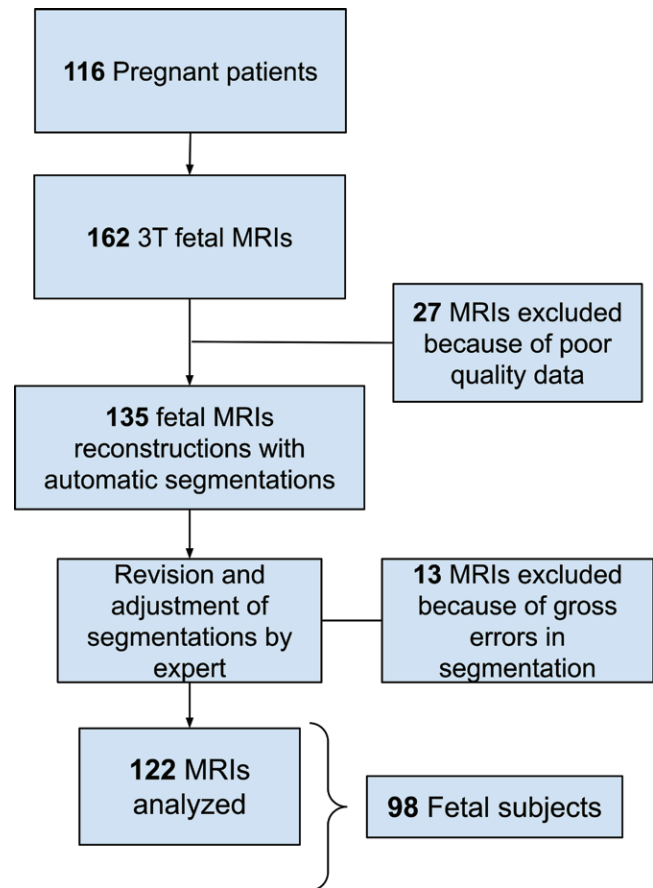 116 Pregnant patients
162 3T fetal MRIs
27 MRIs excluded
because of poor
quality data
135 fetal MRIs
reconstructions with
automatic segmentations
Revision and
adjustment of
segmentations by
expert
13 MRIs excluded
because of gross
errors in
segmentation
122 MRIs
analyzed
98 Fetal subjects